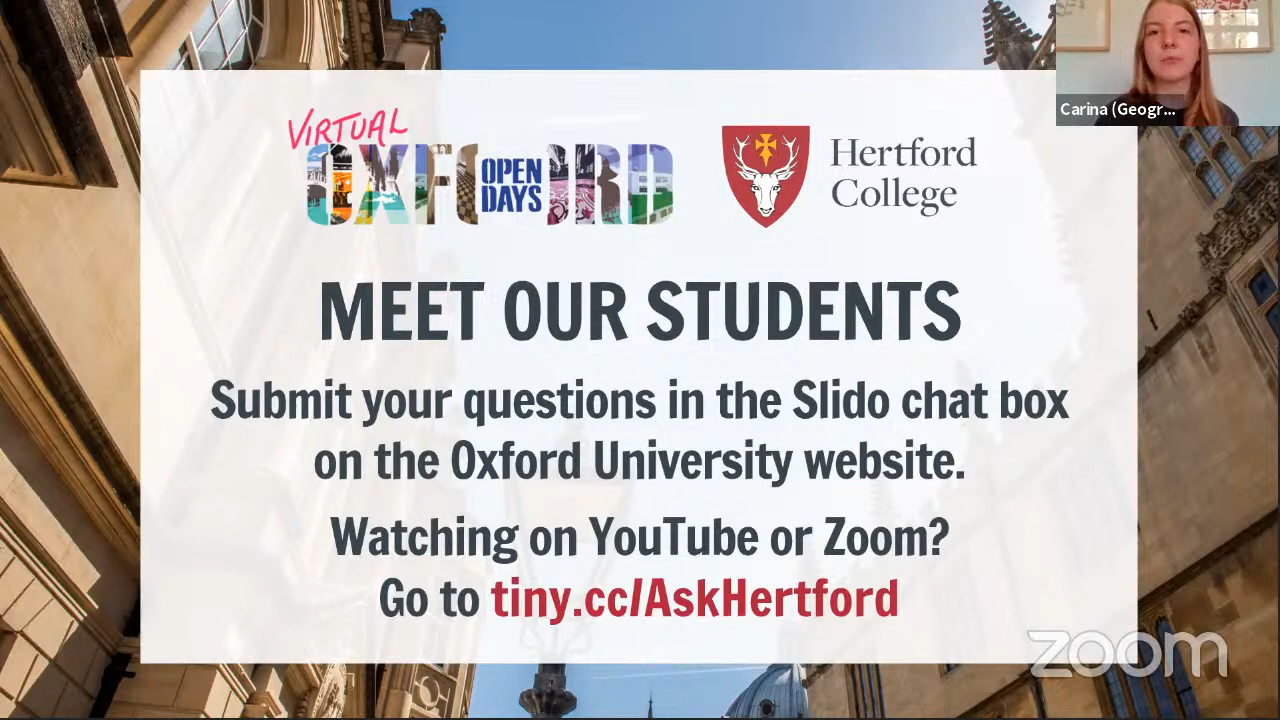 Carina (Geogr...
VIRTUAL
OXFORD
OPEN
DAYS
Hertford
College
MEET OUR STUDENTS
Submit your questions in the Slido chat box
on the Oxford University website.
Watching on YouTube or Zoom?
Go to tiny.cc/AskHertford
zoom